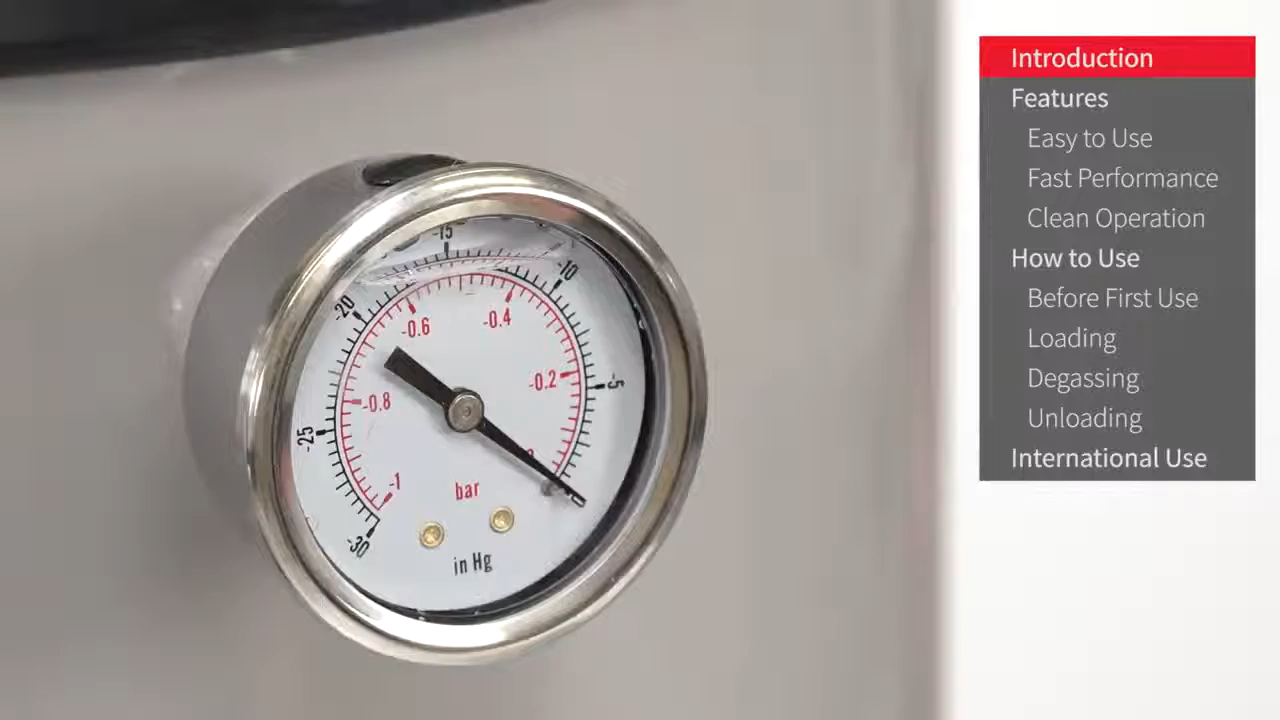 -15
-10
-20
-0.6
-0.4
-0.2
-5
-0.8
-25
-1
bar
-30
in Hg
Introduction
Features
Easy to Use
Fast Performance
Clean Operation
How to Use
Before First Use
Loading
Degassing
Unloading
International Use